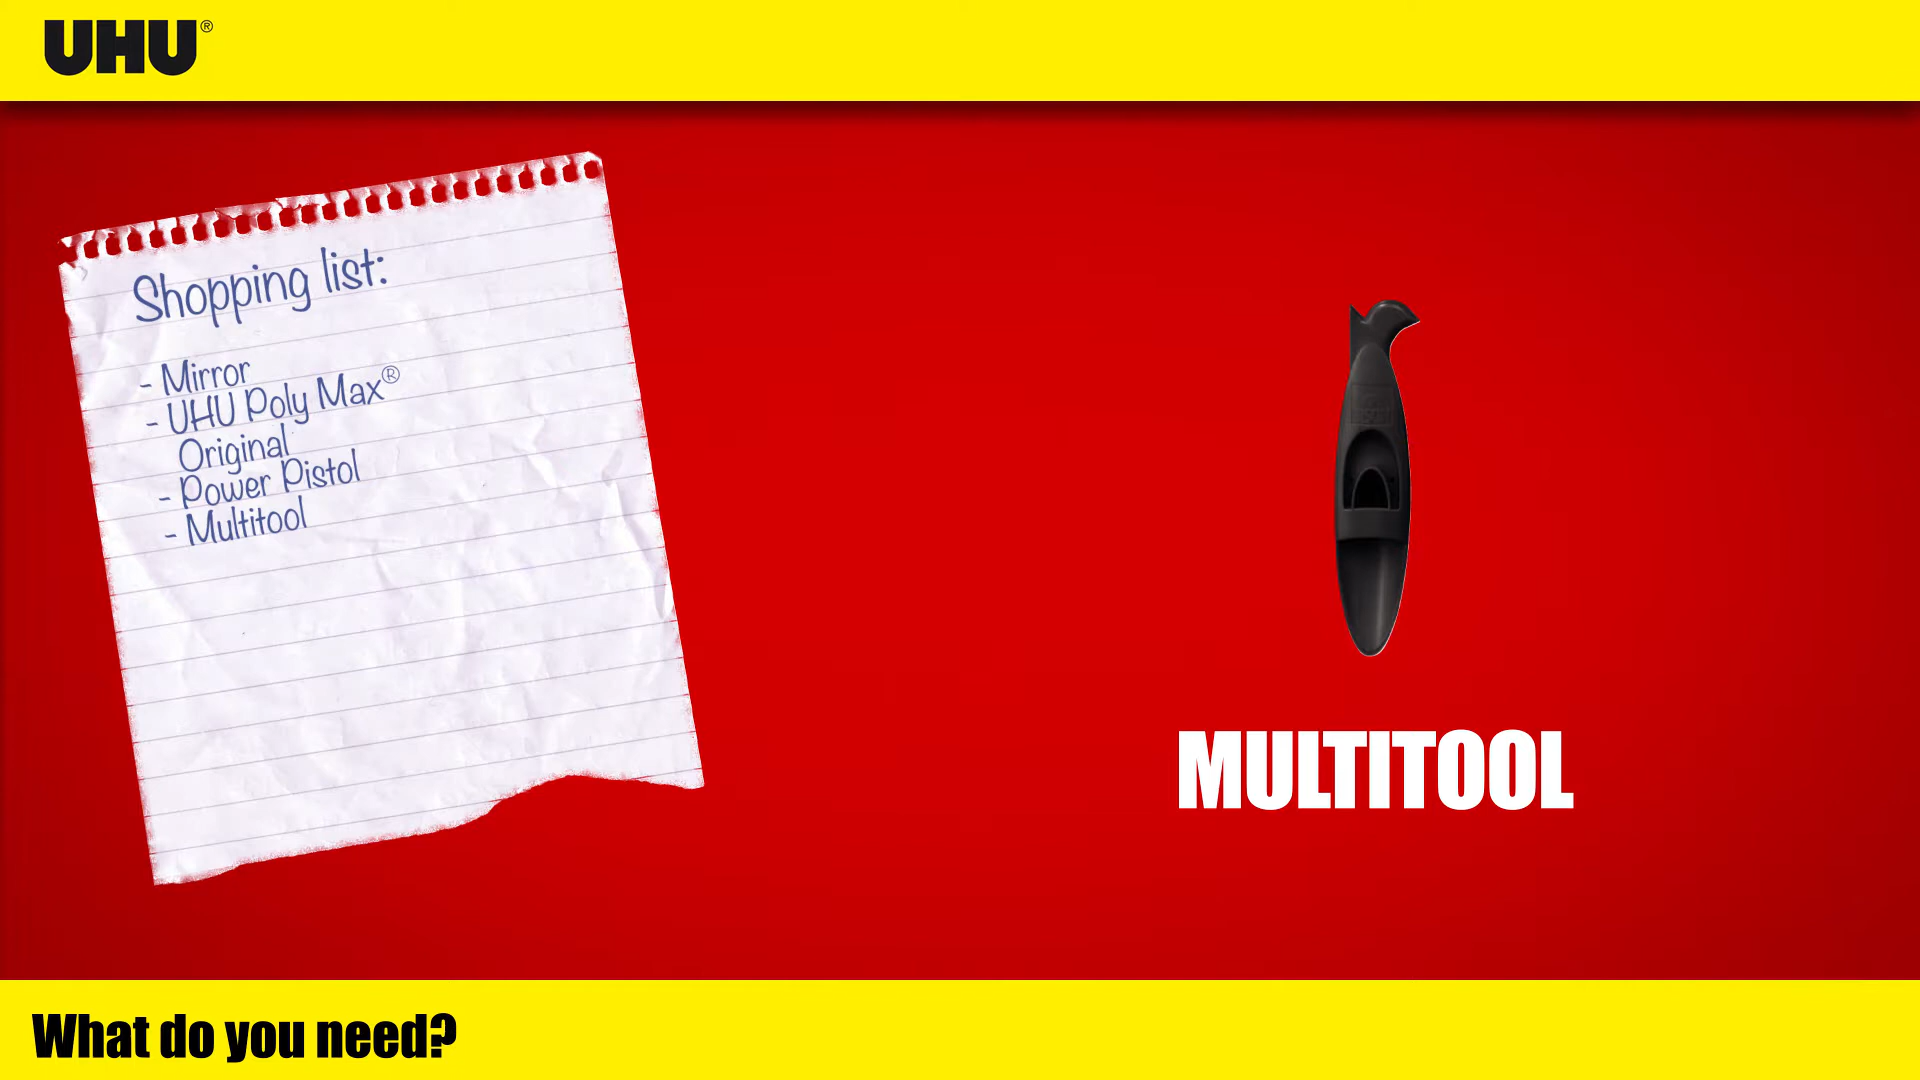 UHU®
Shopping list:
- Mirror
- UHU Poly Max®
Original
- Power Pistol
- Multitool
MULTITOOL
What do you need?